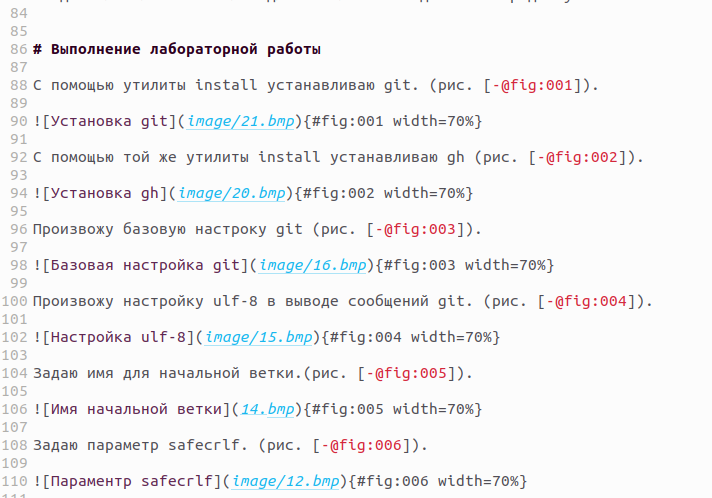 84
85
86 # Выполнение лабораторной работы
87
88 С помощью утилиты install устанавливаю git. (рис. [-@fig:001]).
89
90 ![Установка git](image/21.bmp){#fig:001 width=70%}
91
92 С помощью той же утилиты install устанавливаю gh (рис. [-@fig:002]).
93
94 ![Установка gh](image/20.bmp){#fig:002 width=70%}
95
96 Произвожу базовую настроку git (рис. [-@fig:003]).
97
98 ![Базовая настройка git](image/16.bmp){#fig:003 width=70%}
99
100 Произвожу настройку ulf-8 в выводе сообщений git. (рис. [-@fig:004]).
101
102 ![Настройка ulf-8](image/15.bmp){#fig:004 width=70%}
103
104 Задаю имя для начальной ветки.(рис. [-@fig:005]).
105
106 ![Имя начальной ветки](14.bmp){#fig:005 width=70%}
107
108 Задаю параметр safecrlf. (рис. [-@fig:006]).
109
110 ![Параментр safecrlf](image/12.bmp){#fig:006 width=70%}